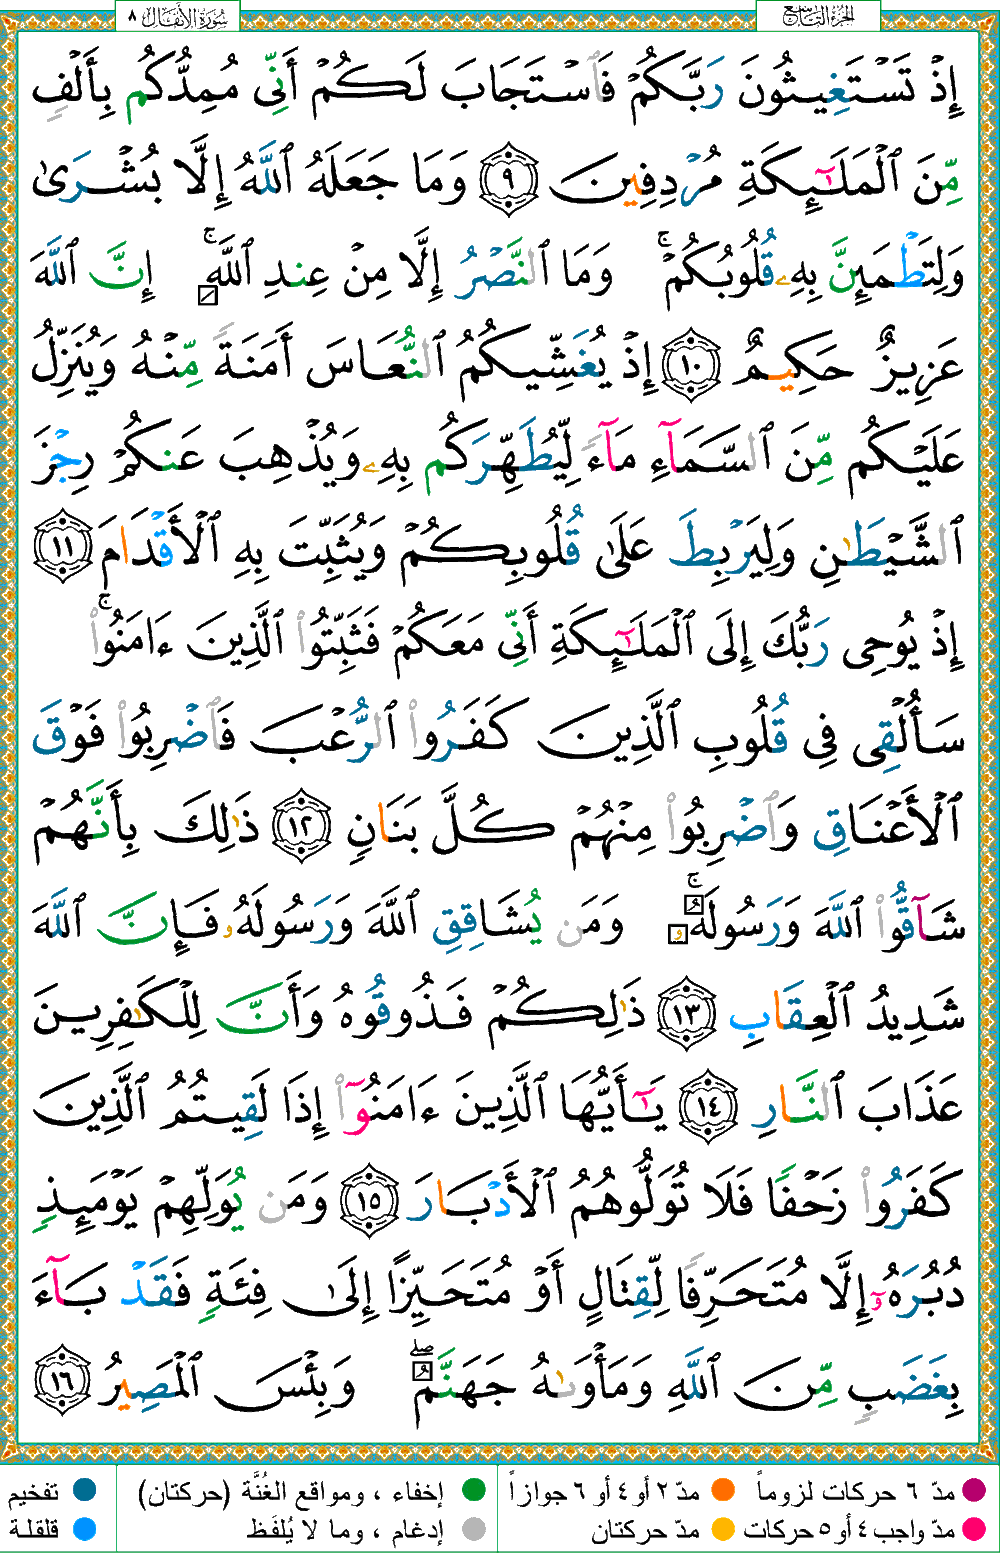 الجزء التاسع
سورة الأنفال ٨
إِذْ تَسْتَغِيثُونَ رَبَّكُمْ فَٱسْتَجَابَ لَكُمْ أَنِّى مُمِدُّكُم بِأَلْفٍ
مِّنَ ٱلْمَلَٰٓئِكَةِ مُرْدِفِينَ ٩ وَمَا جَعَلَهُ ٱللَّهُ إِلَّا بُشْرَىٰ
وَلِتَطْمَئِنَّ بِهِۦ قُلُوبُكُمْ ۚ وَمَا ٱلنَّصْرُ إِلَّا مِنْ عِندِ ٱللَّهِ ۚ إِنَّ ٱللَّهَ
عَزِيزٌ حَكِيمٌ ١٠ إِذْ يُغَشِّيكُمُ ٱلنُّعَاسَ أَمَنَةً مِّنْهُ وَيُنَزِّلُ
عَلَيْكُم مِّنَ ٱلسَّمَآءِ مَآءً لِّيُطَهِّرَكُم بِهِۦ وَيُذْهِبَ عَنكُمْ رِجْزَ
ٱلشَّيْطَٰنِ وَلِيَرْبِطَ عَلَىٰ قُلُوبِكُمْ وَيُثَبِّتَ بِهِ ٱلْأَقْدَامَ ١١
إِذْ يُوحِى رَبُّكَ إِلَى ٱلْمَلَٰٓئِكَةِ أَنِّى مَعَكُمْ فَثَبِّتُوا۟ ٱلَّذِينَ ءَامَنُوا۟ ۚ
سَأُلْقِى فِى قُلُوبِ ٱلَّذِينَ كَفَرُوا۟ ٱلرُّعْبَ فَٱضْرِبُوا۟ فَوْقَ
ٱلْأَعْنَاقِ وَٱضْرِبُوا۟ مِنْهُمْ كُلَّ بَنَانٍ ١٢ ذَٰلِكَ بِأَنَّهُمْ
شَآقُّوا۟ ٱللَّهَ وَرَسُولَهُۥ ۚ وَمَن يُشَاقِقِ ٱللَّهَ وَرَسُولَهُۥ فَإِنَّ ٱللَّهَ
شَدِيدُ ٱلْعِقَابِ ١٣ ذَٰلِكُمْ فَذُوقُوهُ وَأَنَّ لِلْكَٰفِرِينَ
عَذَابَ ٱلنَّارِ ١٤ يَٰٓأَيُّهَا ٱلَّذِينَ ءَامَنُوٓا۟ إِذَا لَقِيتُمُ ٱلَّذِينَ
كَفَرُوا۟ زَحْفًا فَلَا تُوَلُّوهُمُ ٱلْأَدْبَارَ ١٥ وَمَن يُوَلِّهِمْ يَوْمَئِذٍ
دُبُرَهُۥٓ إِلَّا مُتَحَرِّفًا لِّقِتَالٍ أَوْ مُتَحَيِّزًا إِلَىٰ فِئَةٍ فَقَدْ بَآءَ
بِغَضَبٍ مِّنَ ٱللَّهِ وَمَأْوَىٰهُ جَهَنَّمُ ۖ وَبِئْسَ ٱلْمَصِيرُ ١٦
مدّ ٦ حركات لزوماً
مدّ ٢ أو ٤ أو ٦ جوازاً
إخفاء ، ومواقع الغُنَّة (حركتان)
تفخيم
مدّ واجب ٤ أو ٥ حركات
مدّ حركتان
إدغام ، وما لا يُلفَظ
قلقلة